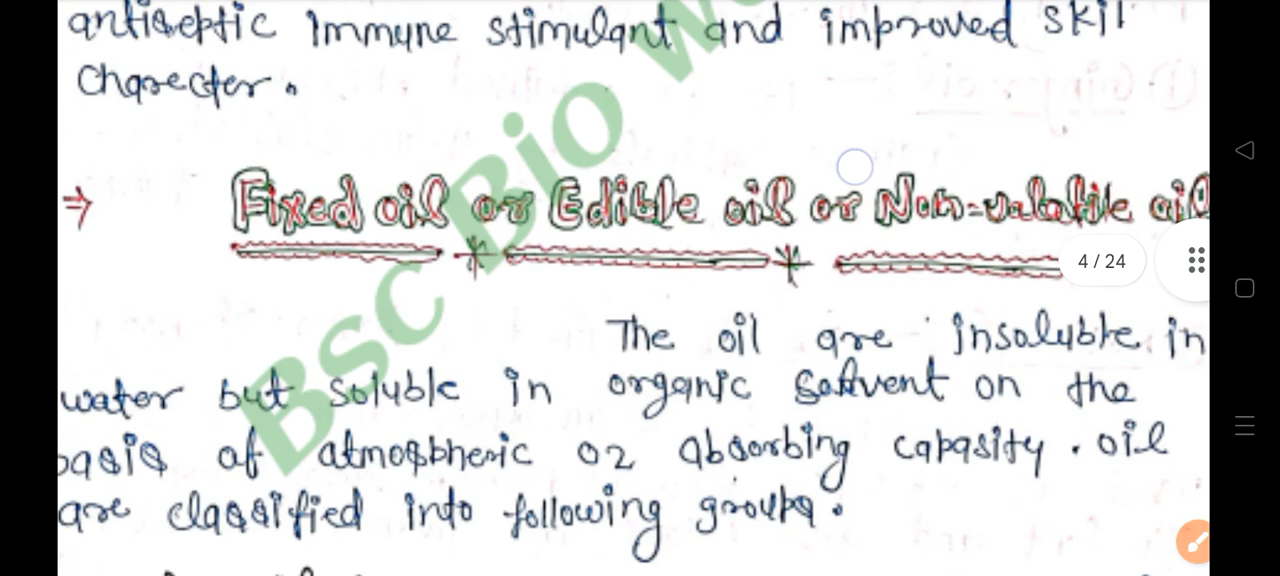 antiseptic immune stimulant and improved skil
charecter.
⇒ Fixed oil or Edible oil or Non-volatile oil
4 / 24
The oil are insoluble in
water but soluble in organic solvent on the
basis of atmospheric O2 absorbing capasity. oil
are classified into following groups.
BSC Bio w